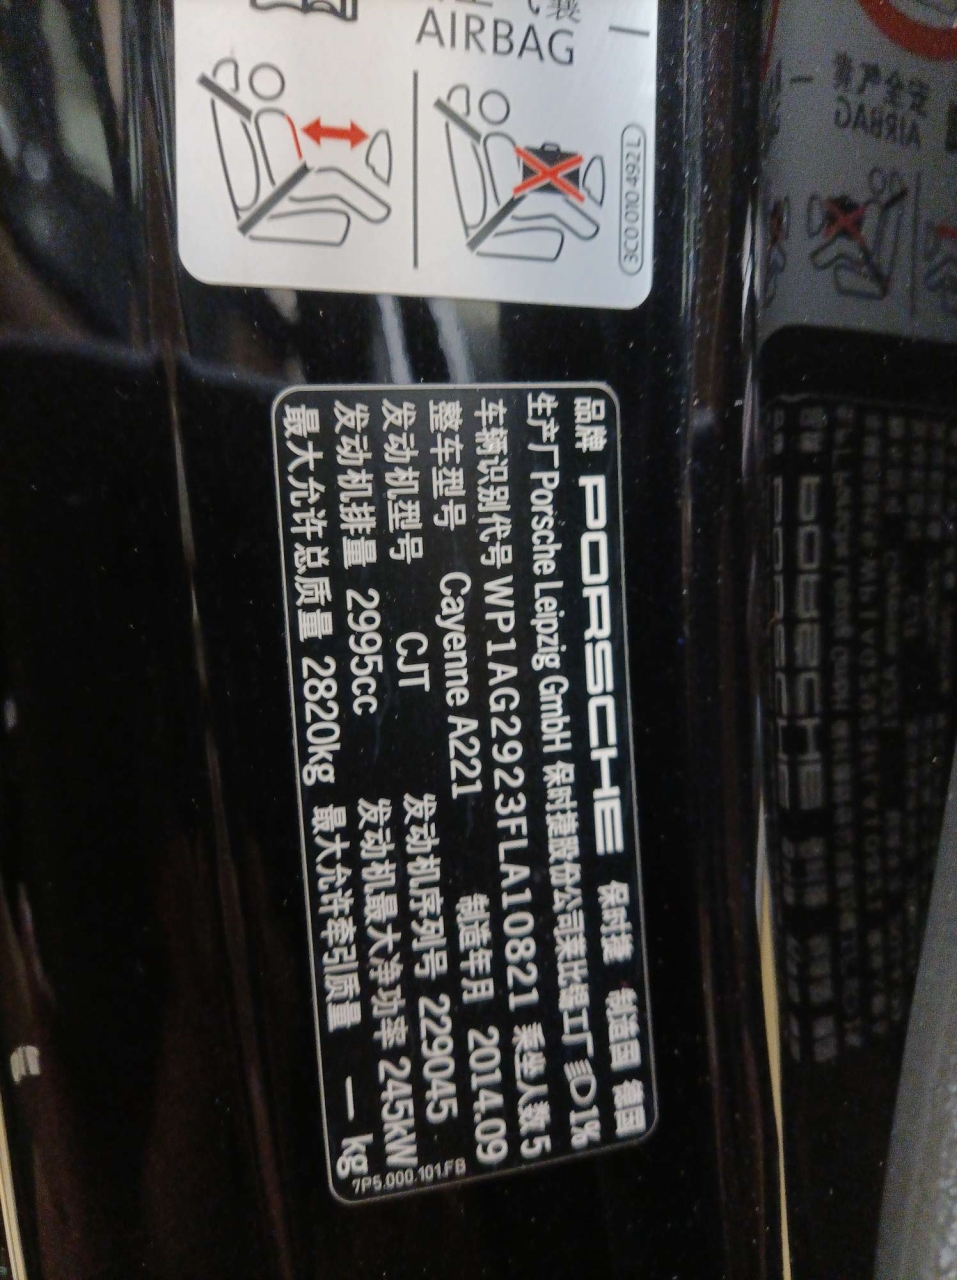 AIRBAG
3C0 010 492 L
品牌 PORSCHE 保时捷 制造国 德国
生产厂 Porsche Leipzig GmbH 保时捷股份公司莱比锡工厂 1%
车辆识别代号 WP1AG2923FLA10821 乘坐人数 5
整车型号 Cayenne A221 制造年月 2014.09
发动机型号 CJT 发动机序列号 229045
发动机排量 2995cc 发动机最大净功率 245kW
最大允许总质量 2820kg 最大允许牵引质量 — kg
7P5.000.101.FB